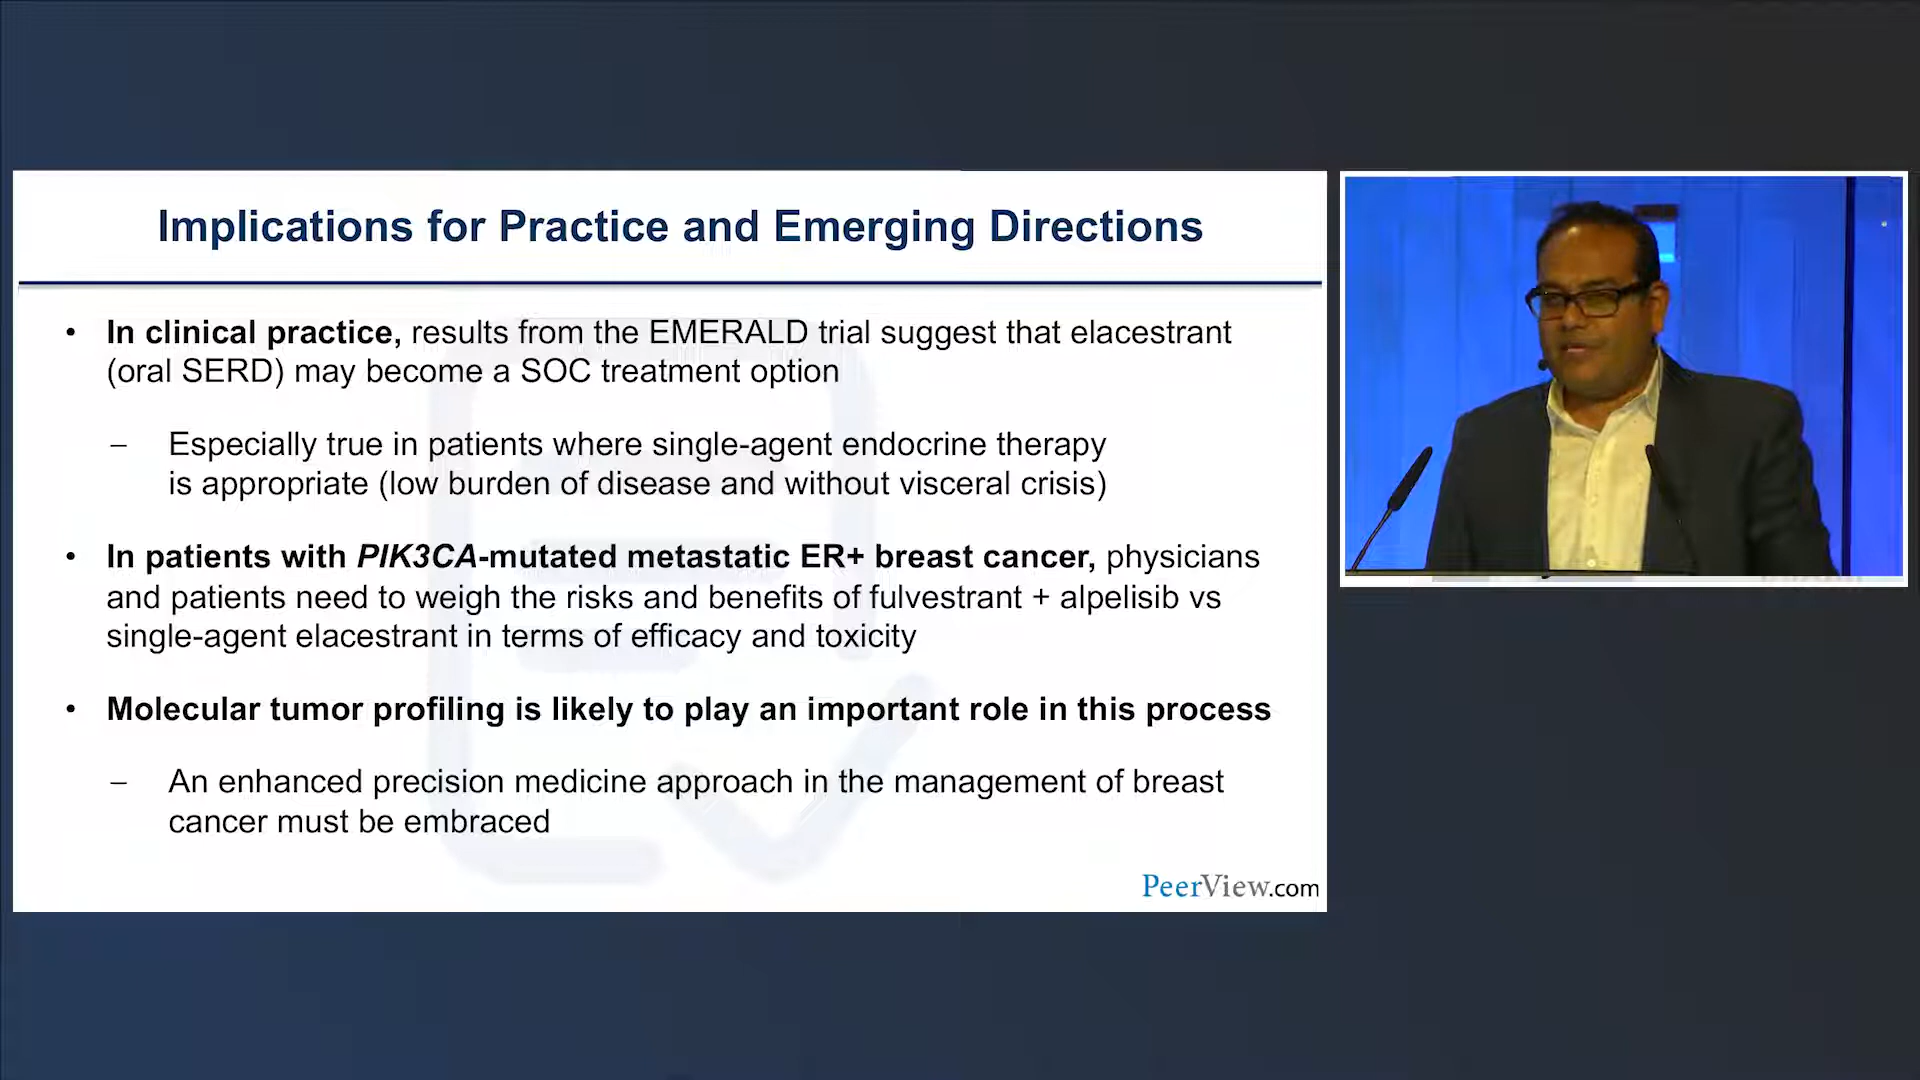 Implications for Practice and Emerging Directions
• In clinical practice, results from the EMERALD trial suggest that elacestrant
(oral SERD) may become a SOC treatment option
– Especially true in patients where single-agent endocrine therapy
is appropriate (low burden of disease and without visceral crisis)
• In patients with PIK3CA-mutated metastatic ER+ breast cancer, physicians
and patients need to weigh the risks and benefits of fulvestrant + alpelisib vs
single-agent elacestrant in terms of efficacy and toxicity
• Molecular tumor profiling is likely to play an important role in this process
– An enhanced precision medicine approach in the management of breast
cancer must be embraced
PeerView.com